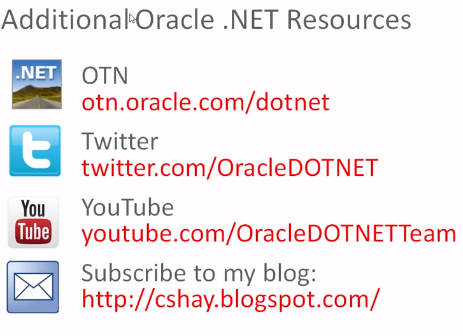 Additional Oracle .NET Resources
.NET
OTN
otn.oracle.com/dotnet
Twitter
twitter.com/OracleDOTNET
You
Tube
YouTube
youtube.com/OracleDOTNETTeam
Subscribe to my blog:
http://cshay.blogspot.com/